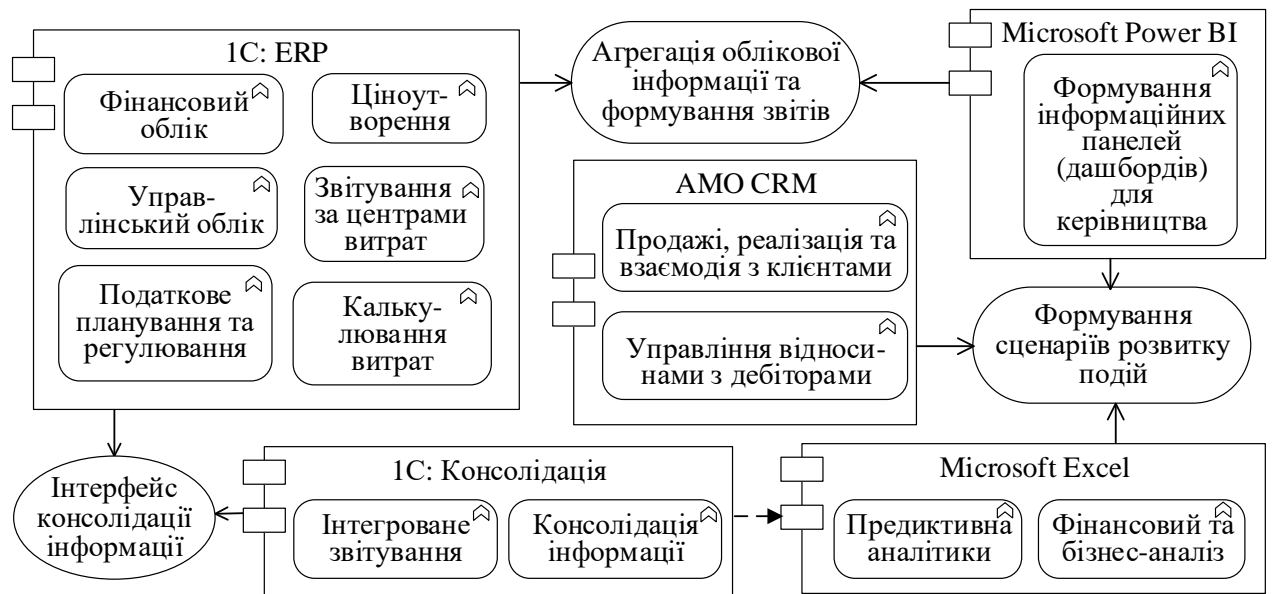 1С: ERP
Фінансовий
облік
Ціноут-
ворення
Управ-
лінський облік
Звітування
за центрами
витрат
Податкове
планування та
регулювання
Кальку-
лювання
витрат
Агрегація облікової
інформації та
формування звітів
Microsoft Power BI
Формування
інформаційних
панелей
(дашбордів)
для
керівництва
АМО CRM
Продажі, реалізація та
взаємодія з клієнтами
Управління відноси-
нами з дебіторами
Формування
сценаріїв розвитку
подій
Інтерфейс
консолідації
інформації
1С: Консолідація
Інтегроване
звітування
Консолідація
інформації
Microsoft Excel
Предиктивна
аналітики
Фінансовий та
бізнес-аналіз